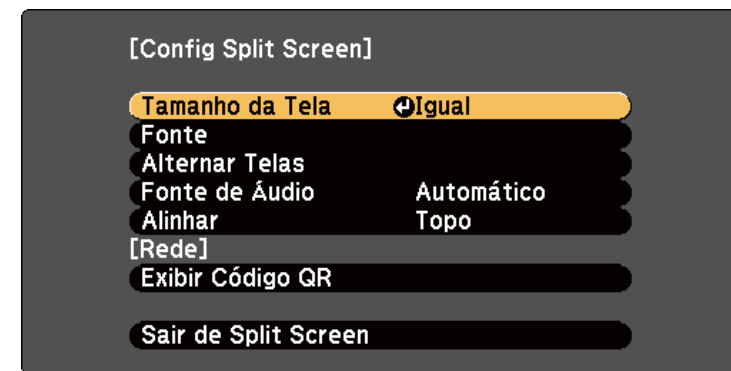 [Config Split Screen]
Tamanho da Tela Igual
Fonte
Alternar Telas
Fonte de Áudio Automático
Alinhar Topo
[Rede]
Exibir Código QR
Sair de Split Screen